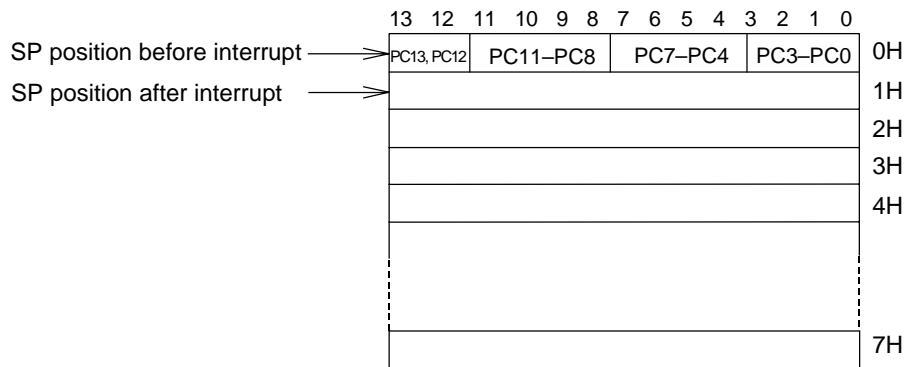 13 12 11 10 9 8 7 6 5 4 3 2 1 0
SP position before interrupt PC13, PC12 PC11–PC8 PC7–PC4 PC3–PC0 0H
SP position after interrupt 1H
2H
3H
4H
7H